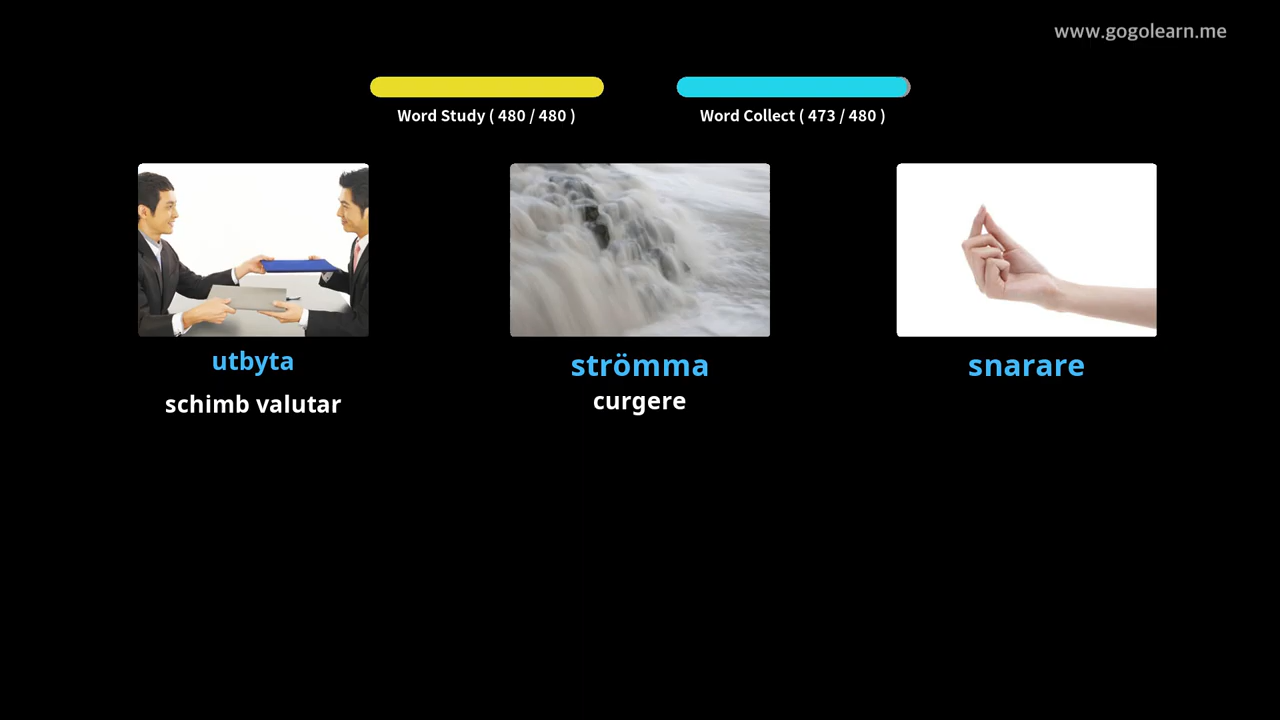 www.gogolearn.me
Word Study ( 480 / 480 )
Word Collect ( 473 / 480 )
utbyta
strömma
snarare
schimb valutar
curgere